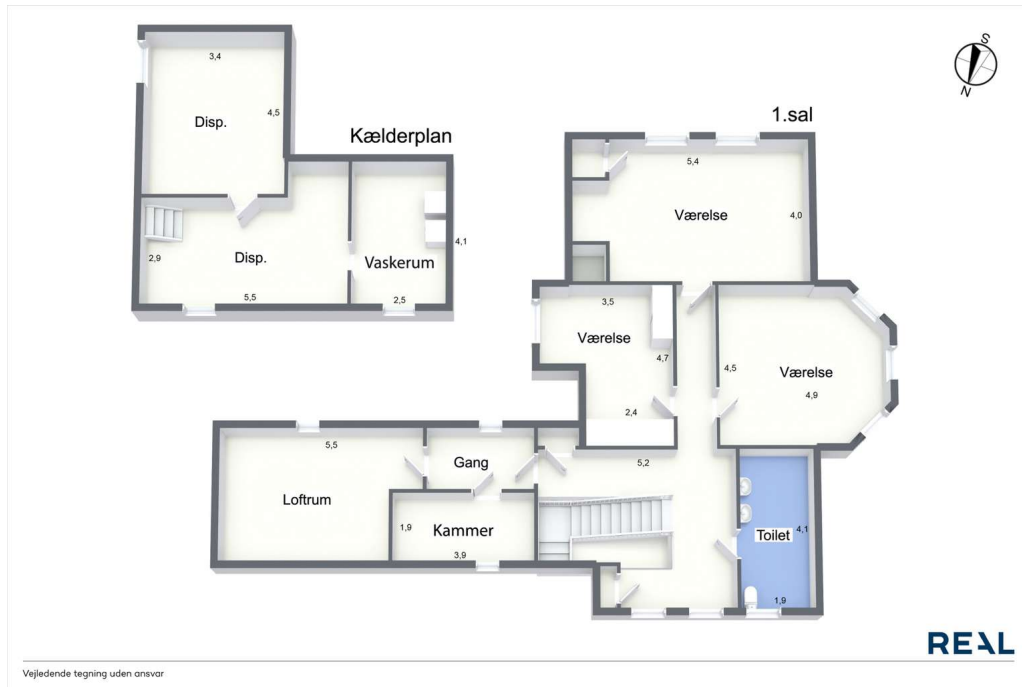 S
N
3,4
4,5
Disp.
Kælderplan
2,9
Disp.
5,5
Vaskerum
4,1
2,5
1.sal
5,4
Værelse
4,0
3,5
Værelse
4,7
2,4
4,5
Værelse
4,9
5,5
Loftrum
Gang
5,2
1,9
Kammer
3,9
Toilet
4,1
1,9
REAL
Vejledende tegning uden ansvar